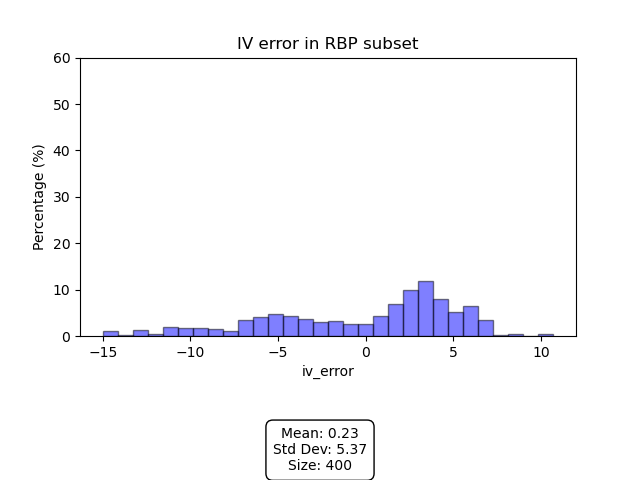 IV error in RBP subset
60
50
40
30
20
10
0
Percentage (%)
−15
−10
−5
0
5
10
iv_error
Mean: 0.23
Std Dev: 5.37
Size: 400